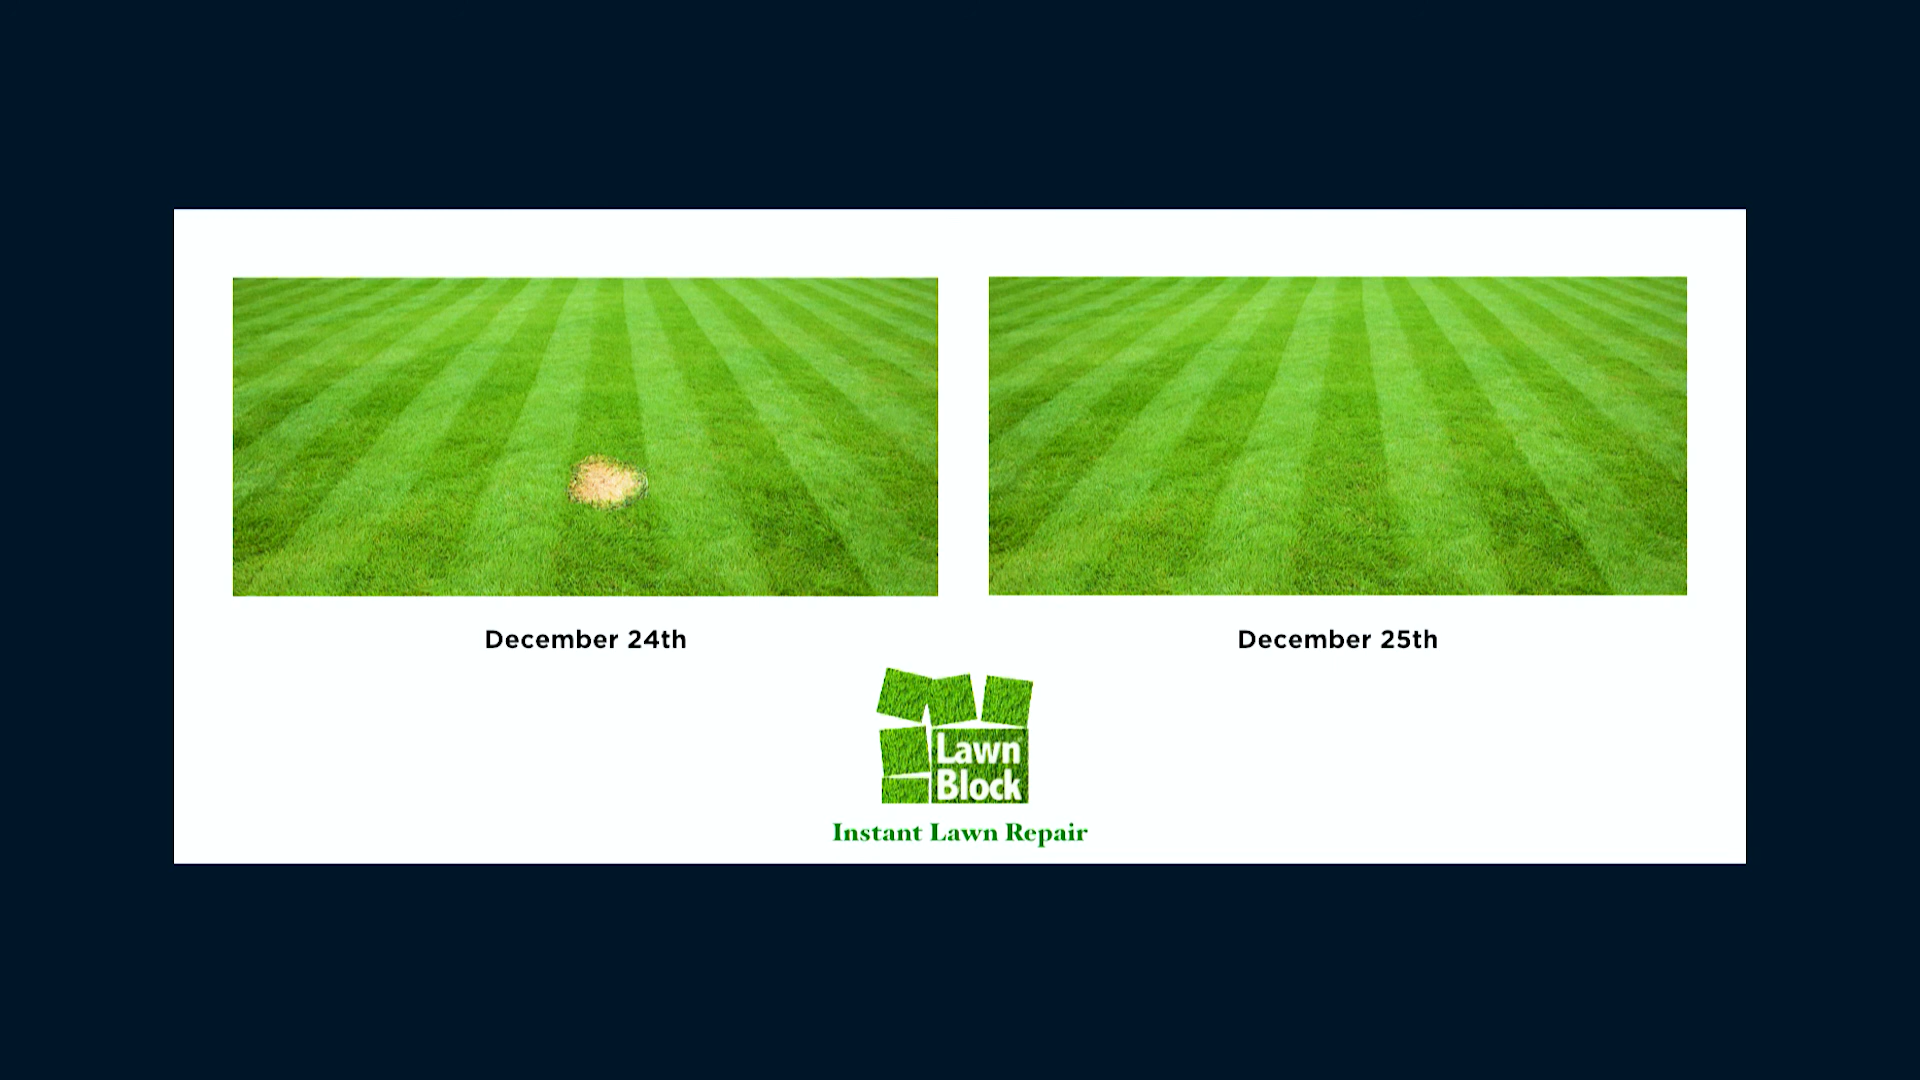 December 24th
December 25th
Lawn
Block
Instant Lawn Repair